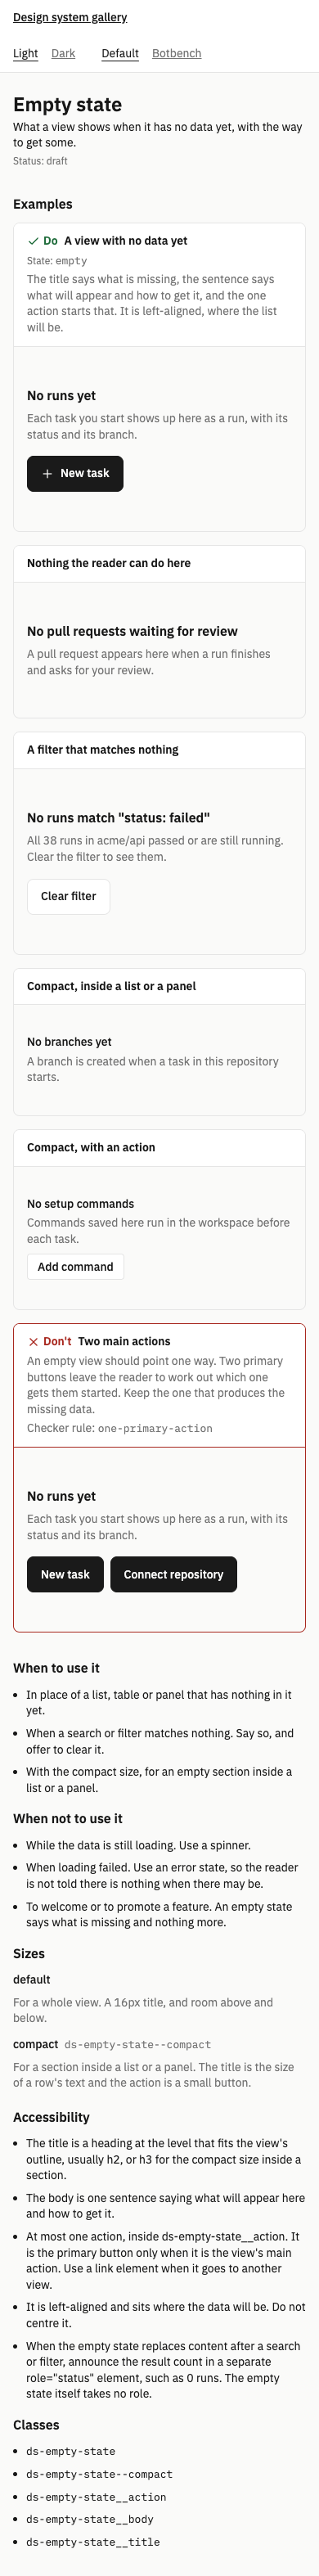 Design system gallery
Light Dark Default Botbench
Empty state
What a view shows when it has no data yet, with the way
to get some.
Status: draft
Examples
Do A view with no data yet
State: empty
The title says what is missing, the sentence says
what will appear and how to get it, and the one
action starts that. It is left-aligned, where the list
will be.
No runs yet
Each task you start shows up here as a run, with its
status and its branch.
New task
Nothing the reader can do here
No pull requests waiting for review
A pull request appears here when a run finishes
and asks for your review.
A filter that matches nothing
No runs match "status: failed"
All 38 runs in acme/api passed or are still running.
Clear the filter to see them.
Clear filter
Compact, inside a list or a panel
No branches yet
A branch is created when a task in this repository
starts.
Compact, with an action
No setup commands
Commands saved here run in the workspace before
each task.
Add command
Don't Two main actions
An empty view should point one way. Two primary
buttons leave the reader to work out which one
gets them started. Keep the one that produces the
missing data.
Checker rule: one-primary-action
No runs yet
Each task you start shows up here as a run, with its
status and its branch.
New task Connect repository
When to use it
In place of a list, table or panel that has nothing in it
yet.
When a search or filter matches nothing. Say so, and
offer to clear it.
With the compact size, for an empty section inside a
list or a panel.
When not to use it
While the data is still loading. Use a spinner.
When loading failed. Use an error state, so the reader
is not told there is nothing when there may be.
To welcome or to promote a feature. An empty state
says what is missing and nothing more.
Sizes
default
For a whole view. A 16px title, and room above and
below.
compact ds-empty-state--compact
For a section inside a list or a panel. The title is the size
of a row's text and the action is a small button.
Accessibility
The title is a heading at the level that fits the view's
outline, usually h2, or h3 for the compact size inside a
section.
The body is one sentence saying what will appear here
and how to get it.
At most one action, inside ds-empty-state__action. It
is the primary button only when it is the view's main
action. Use a link element when it goes to another
view.
It is left-aligned and sits where the data will be. Do not
centre it.
When the empty state replaces content after a search
or filter, announce the result count in a separate
role="status" element, such as 0 runs. The empty
state itself takes no role.
Classes
ds-empty-state
ds-empty-state--compact
ds-empty-state__action
ds-empty-state__body
ds-empty-state__title